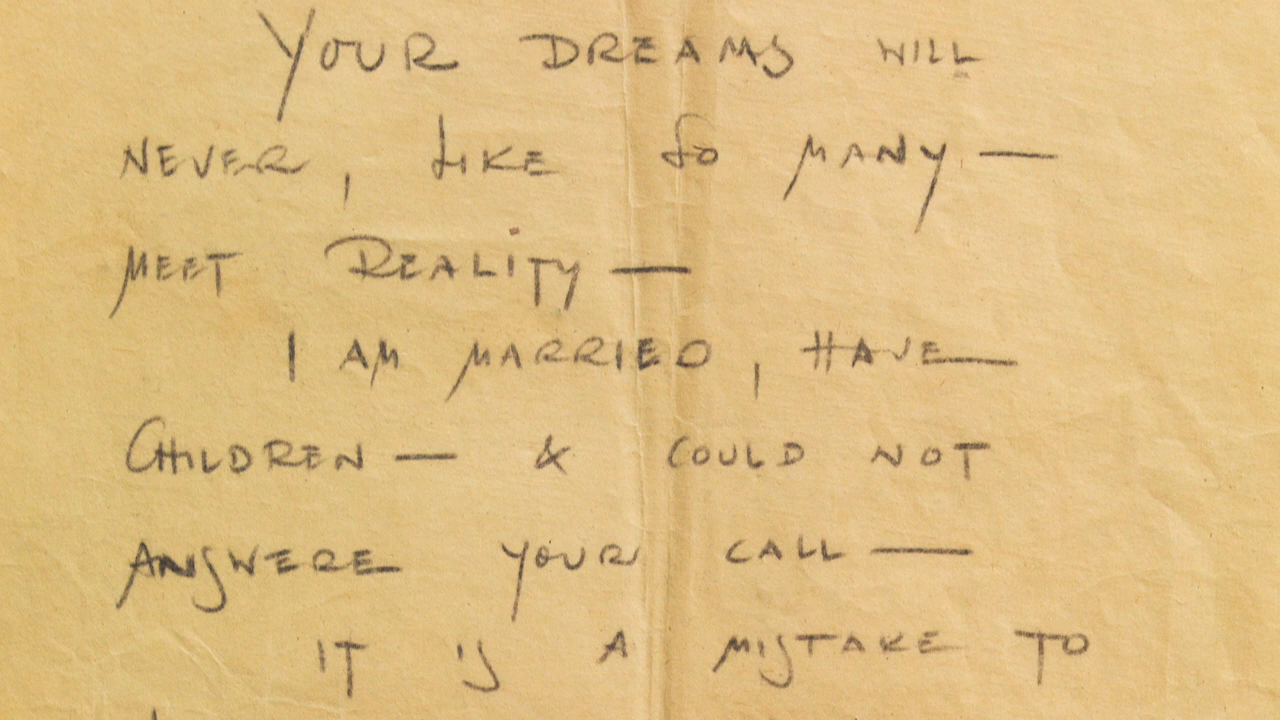 YOUR DREAMS WILL
NEVER, LIKE SO MANY —
MEET REALITY —
I AM MARRIED, HAVE
CHILDREN — & COULD NOT
ANSWERE YOUR CALL —
IT IS A MISTAKE TO